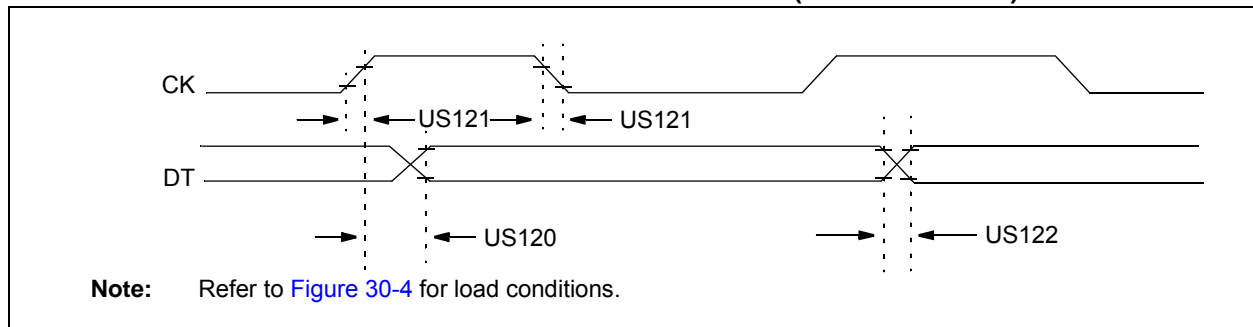 CK
US121 US121
DT
US120 US122
Note: Refer to Figure 30-4 for load conditions.